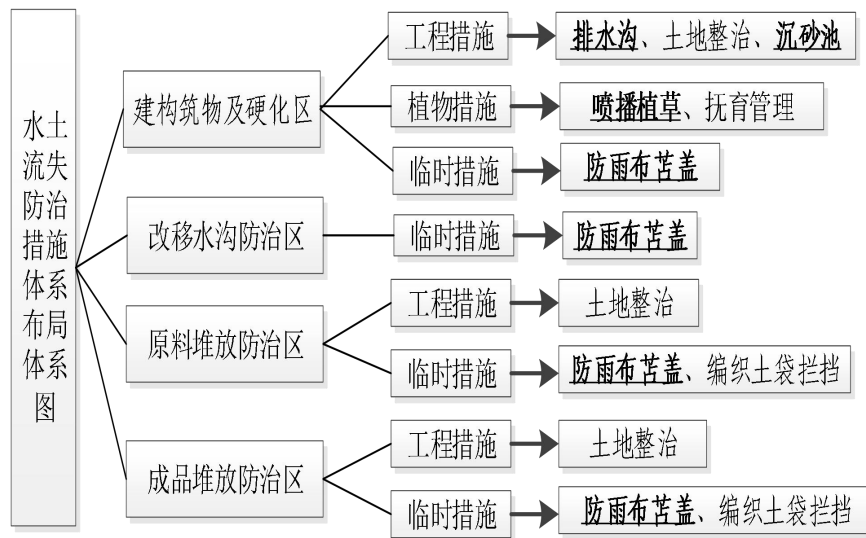 水土
流失
防治
措施
体系
布局
体系
图
建构筑物及硬化区
工程措施
排水沟、土地整治、沉砂池
植物措施
喷播植草、抚育管理
临时措施
防雨布苫盖
改移水沟防治区
临时措施
防雨布苫盖
原料堆放防治区
工程措施
土地整治
临时措施
防雨布苫盖、编织土袋拦挡
成品堆放防治区
工程措施
土地整治
临时措施
防雨布苫盖、编织土袋拦挡